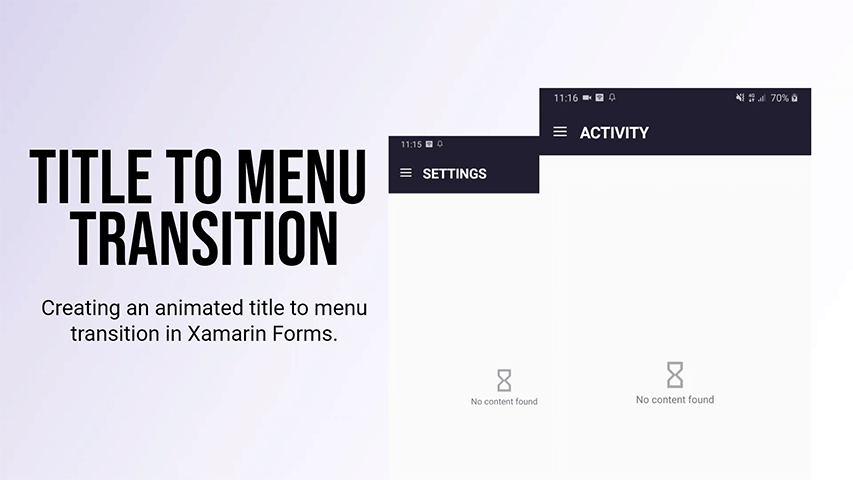 TITLE TO MENU
TRANSITION
Creating an animated title to menu
transition in Xamarin Forms.
11:15
SETTINGS
No content found
11:16
70%
ACTIVITY
No content found